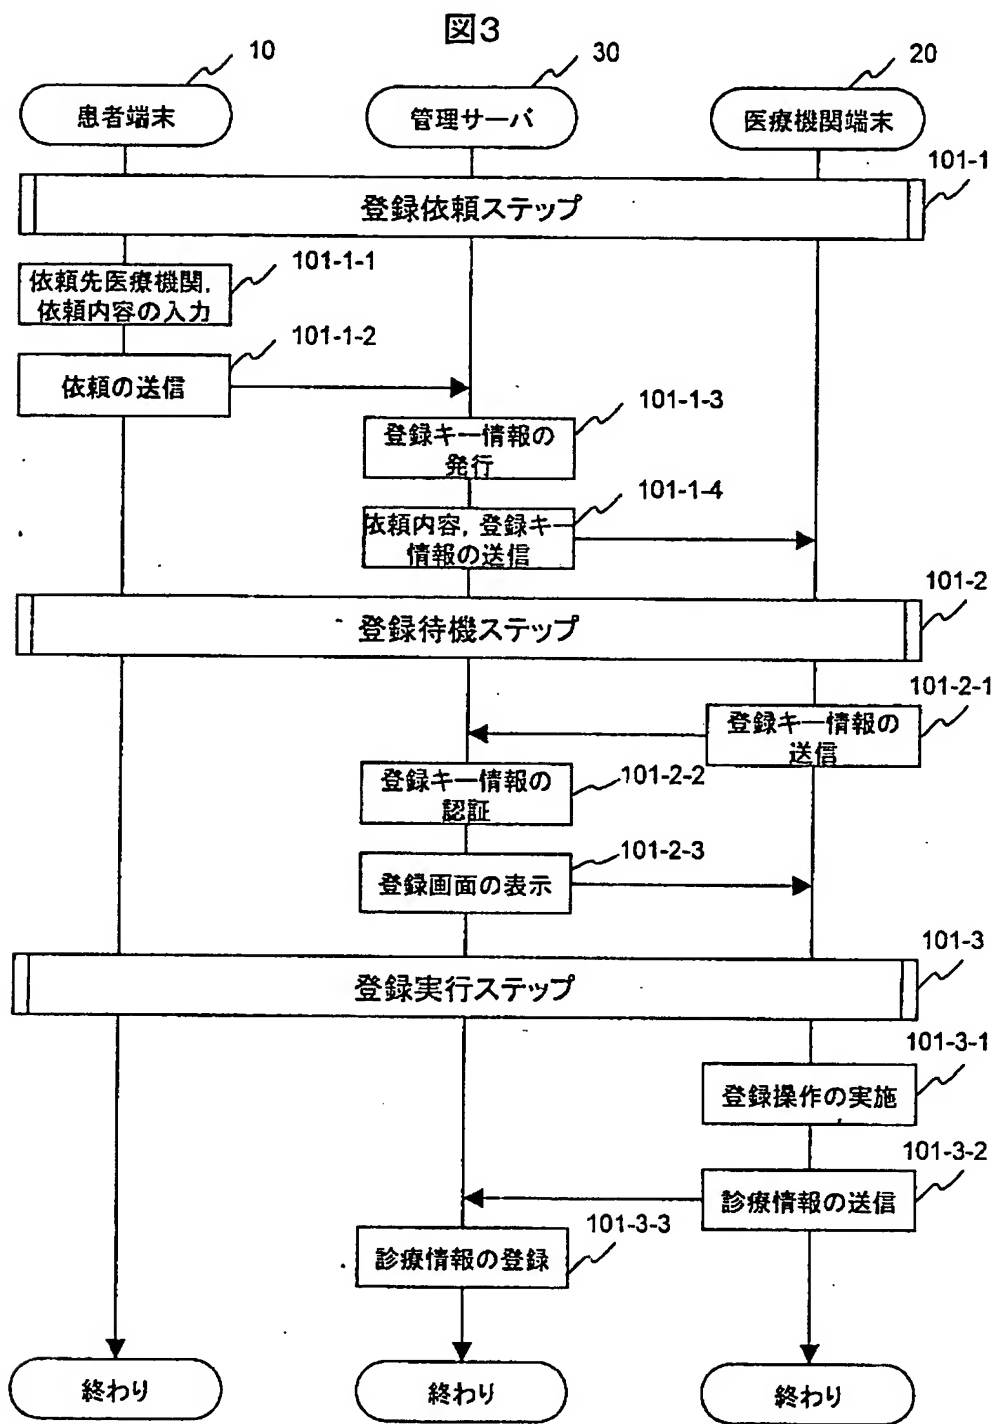 図3
10
30
20
患者端末
管理サーバ
医療機関端末
101-1
登録依頼ステップ
101-1-1
依頼先医療機関,
依頼内容の入力
101-1-2
依頼の送信
101-1-3
登録キー情報の
発行
101-1-4
依頼内容, 登録キー
情報の送信
101-2
登録待機ステップ
101-2-1
登録キー情報の
送信
101-2-2
登録キー情報の
認証
101-2-3
登録画面の表示
101-3
登録実行ステップ
101-3-1
登録操作の実施
101-3-2
診療情報の送信
101-3-3
診療情報の登録
終わり
終わり
終わり